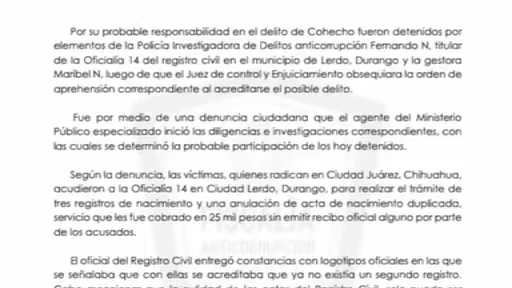 Por su probable responsabilidad en el delito de Cohecho fueron detenidos por
elementos de la Policía Investigadora de Delitos anticorrupción Fernando N, titular
de la Oficialía 14 del registro civil en el municipio de Lerdo, Durango y la gestora
Maribel N, luego de que el Juez de control y Enjuiciamiento obsequiara la orden de
aprehensión correspondiente al acreditarse el posible delito.
Fue por medio de una denuncia ciudadana que el agente del Ministerio
Público especializado inició las diligencias e investigaciones correspondientes, con
las cuales se determinó la probable participación de los hoy detenidos.
Según la denuncia, las víctimas, quienes radican en Ciudad Juárez, Chihuahua,
acudieron a la Oficialía 14 en Ciudad Lerdo, Durango, para realizar el trámite de
tres registros de nacimiento y una anulación de acta de nacimiento duplicada,
servicio que les fue cobrado en 25 mil pesos sin emitir recibo oficial alguno por parte
de los acusados.
FISCALÍA
ANTICORRUPCIÓN
El oficial del Registro Civil entregó constancias con logotipos oficiales en las que
se señalaba que con ellas se acreditaba que ya no existía un segundo registro.